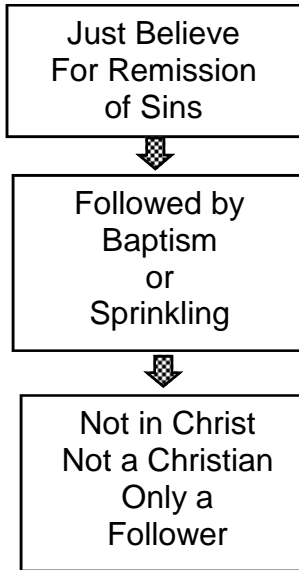 Just Believe
For Remission
of Sins
Followed by
Baptism
or
Sprinkling
Not in Christ
Not a Christian
Only a
Follower